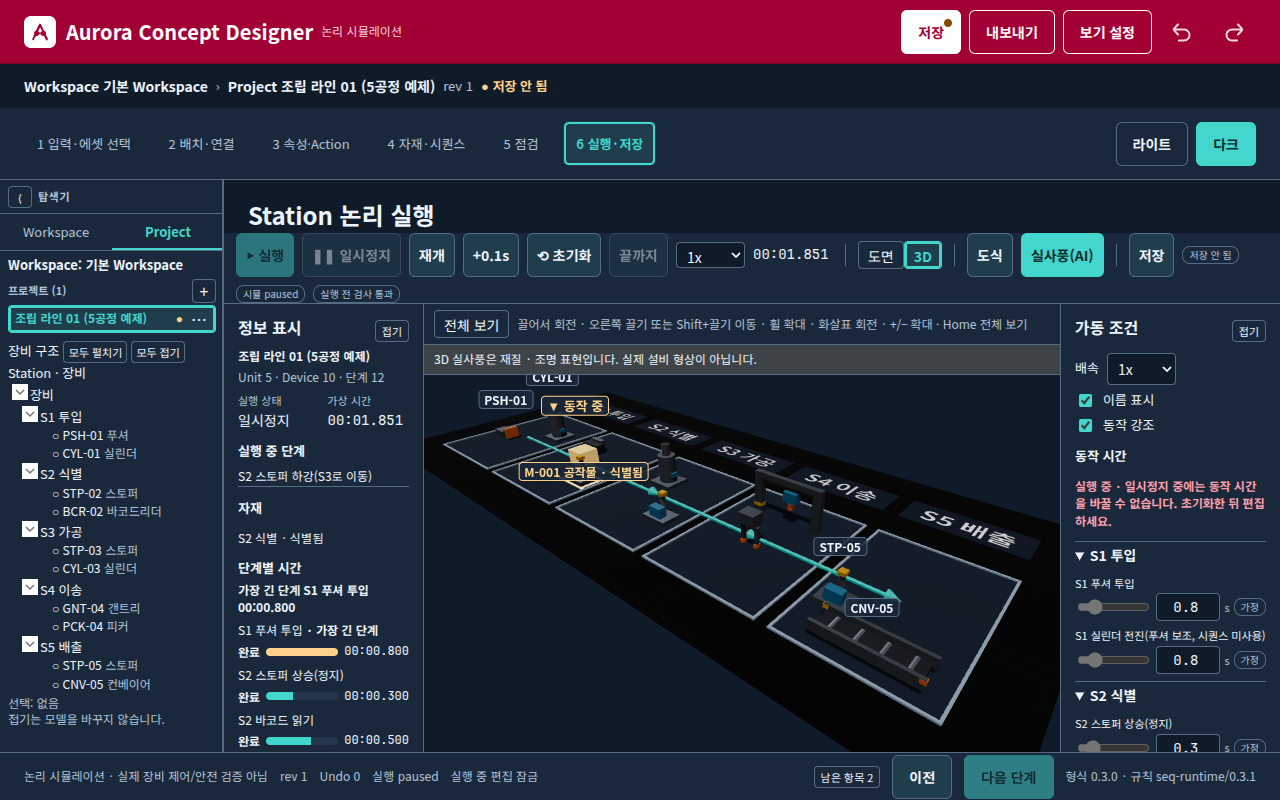 Aurora Concept Designer 논리 시뮬레이션
저장 내보내기 보기 설정
Workspace 기본 Workspace › Project 조립 라인 01 (5공정 예제) rev 1 ● 저장 안 됨
1 입력·에셋 선택 2 배치·연결 3 속성·Action 4 자재·시퀀스 5 점검 6 실행·저장 라이트 다크
⟨ 탐색기
Workspace Project
Workspace: 기본 Workspace
프로젝트 (1) +
조립 라인 01 (5공정 예제) ● ⋯
장비 구조 모두 펼치기 모두 접기
Station · 장비
장비
S1 투입
○ PSH-01 푸셔
○ CYL-01 실린더
S2 식별
○ STP-02 스토퍼
○ BCR-02 바코드리더
S3 가공
○ STP-03 스토퍼
○ CYL-03 실린더
S4 이송
○ GNT-04 갠트리
○ PCK-04 피커
S5 배출
○ STP-05 스토퍼
○ CNV-05 컨베이어
선택: 없음
접기는 모델을 바꾸지 않습니다.
Station 논리 실행
▸ 실행 ❚❚ 일시정지 재개 +0.1s ⟲ 초기화 끝까지 1x 00:01.851 도면 3D 도식 실사풍(AI) 저장 저장 안 됨
시뮬 paused 실행 전 검사 통과
정보 표시 접기
조립 라인 01 (5공정 예제)
Unit 5 · Device 10 · 단계 12
실행 상태 가상 시간
일시정지 00:01.851
실행 중 단계
S2 스토퍼 하강(S3로 이동)
자재
S2 식별 · 식별됨
단계별 시간
가장 긴 단계 S1 푸셔 투입
00:00.800
S1 푸셔 투입 · 가장 긴 단계
완료 00:00.800
S2 스토퍼 상승(정지)
완료 00:00.300
S2 바코드 읽기
완료 00:00.500
전체 보기 끌어서 회전 · 오른쪽 끌기 또는 Shift+끌기 이동 · 휠 확대 · 화살표 회전 · +/− 확대 · Home 전체 보기
3D 실사풍은 재질 · 조명 표현입니다. 실제 설비 형상이 아닙니다.
CYL-01
PSH-01
▼ 동작 중
투입
S2 식별
S3 가공
S4 이송
S5 배출
M-001 공작물 · 식별됨
STP-05
CNV-05
가동 조건 접기
배속 1x
이름 표시
동작 강조
동작 시간
실행 중 · 일시정지 중에는 동작 시간
을 바꿀 수 없습니다. 초기화한 뒤 편집
하세요.
▼ S1 투입
S1 푸셔 투입
0.8 s 가정
S1 실린더 전진(푸셔 보조, 시퀀스 미사용)
0.8 s 가정
▼ S2 식별
S2 스토퍼 상승(정지)
0.3 s 가정
논리 시뮬레이션 · 실제 장비 제어/안전 검증 아님 rev 1 Undo 0 실행 paused 실행 중 편집 잠금 남은 항목 2 이전 다음 단계 형식 0.3.0 · 규칙 seq-runtime/0.3.1